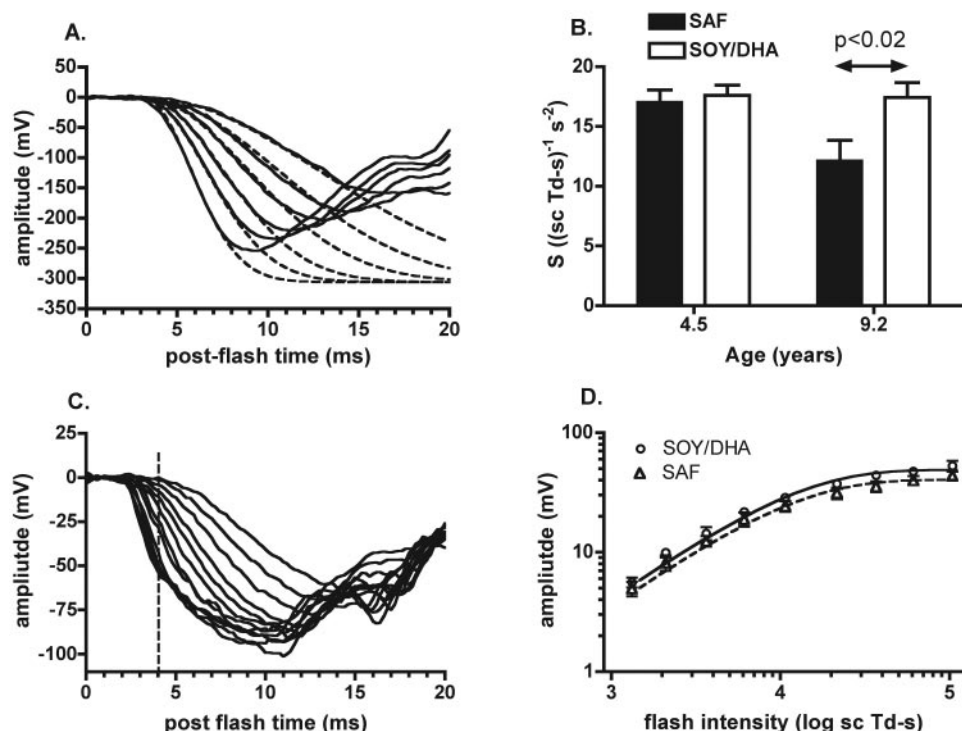 A.
50
0
-50
-100
-150
-200
-250
-300
-350
amplitude (mV)
0 5 10 15 20
post-flash time (ms)
B.
SAF
SOY/DHA
p<0.02
20
15
10
5
0
S ((sc Td-s)⁻¹ s⁻²)
4.5 9.2
Age (years)
C.
25
0
-25
-50
-75
-100
ampliutde (mV)
0 5 10 15 20
post flash time (ms)
D.
SOY/DHA
SAF
100
10
1
ampliutde (mV)
3 4 5
flash intensity (log sc Td-s)